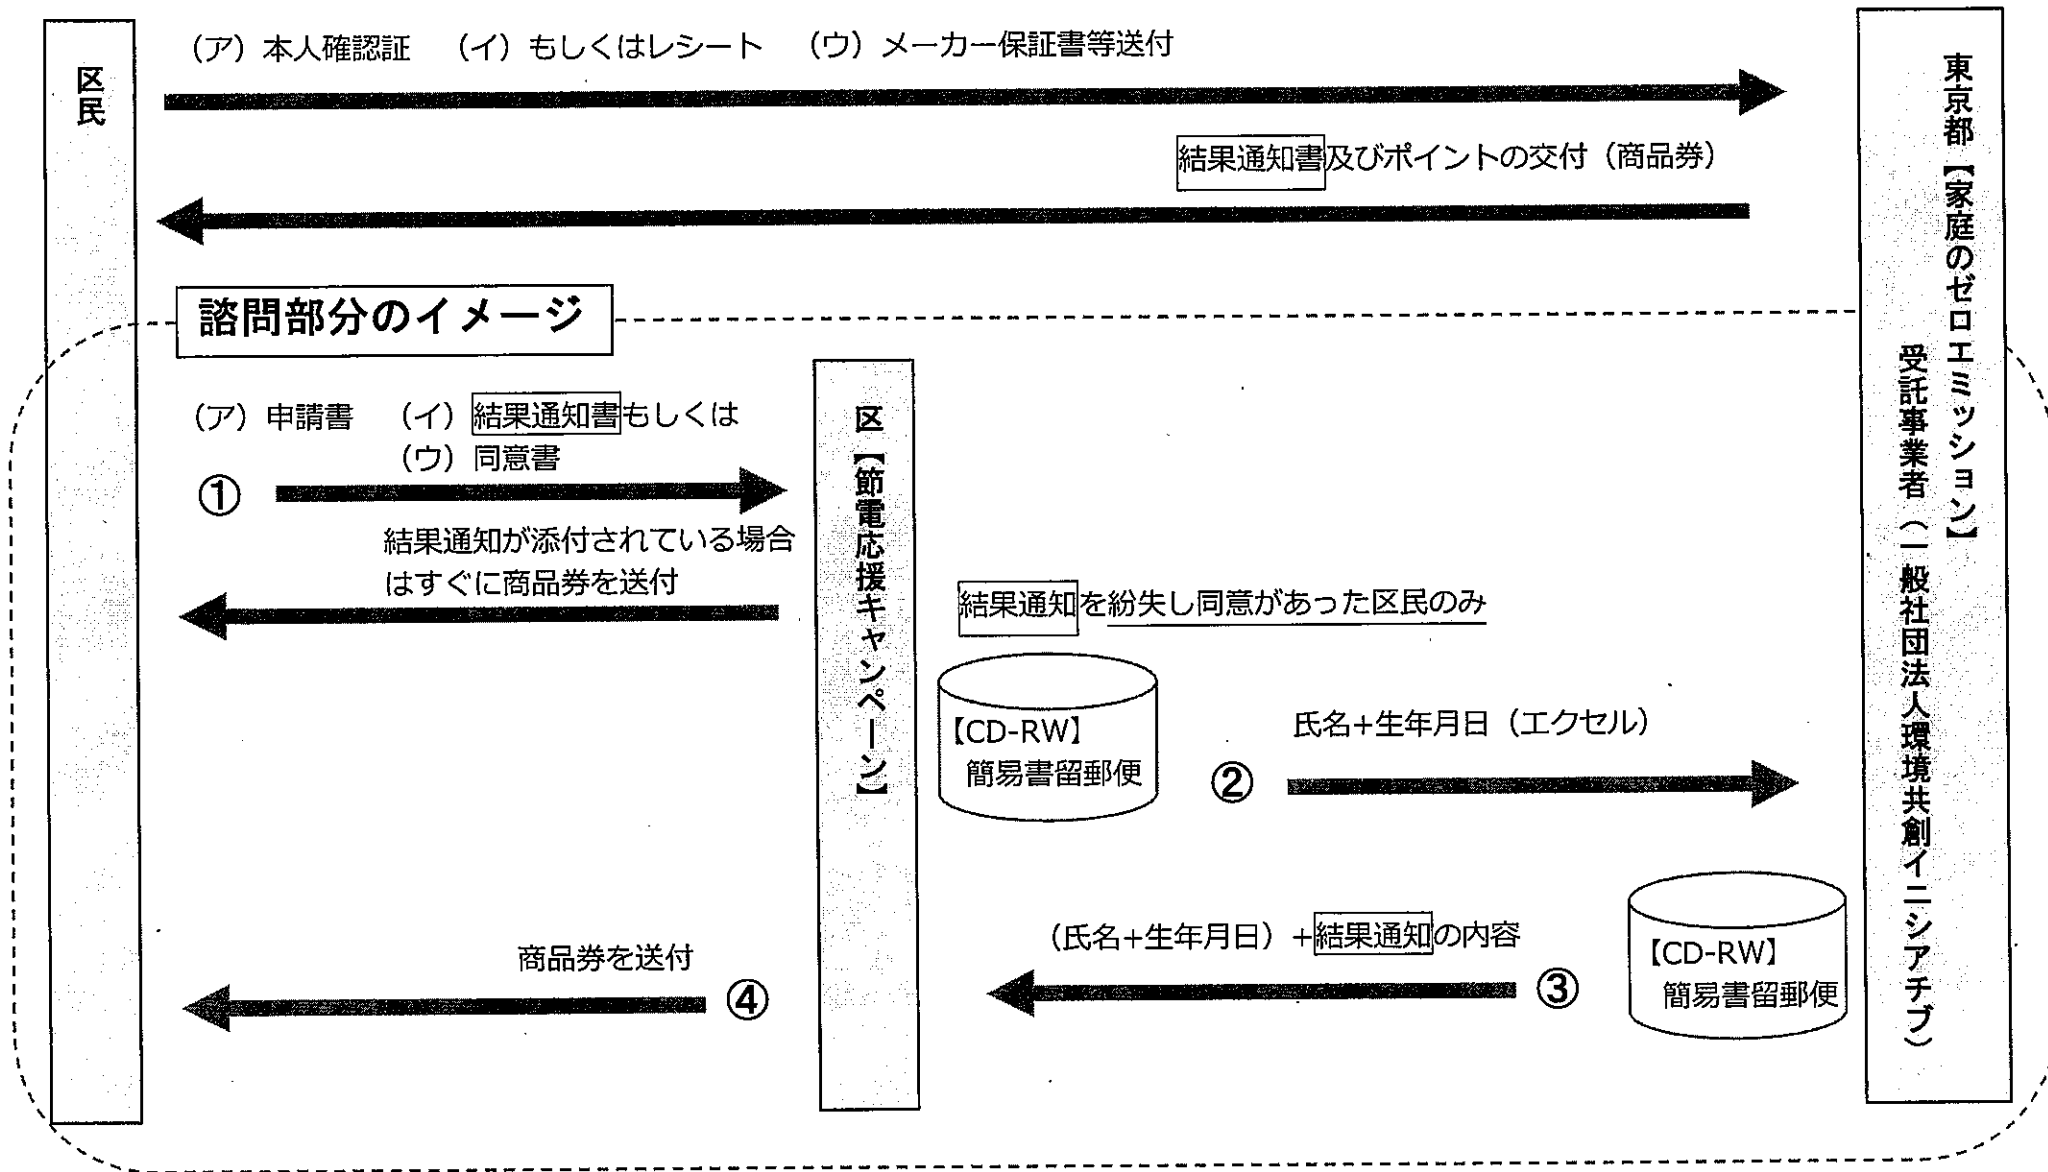 区民
（ア）本人確認証　（イ）もしくはレシート　（ウ）メーカー保証書等送付
結果通知書及びポイントの交付（商品券）
東京都【家庭のゼロエミッション】
受託事業者（一般社団法人環境共創イニシアチブ）
諮問部分のイメージ
（ア）申請書　（イ）結果通知書もしくは
（ウ）同意書
①
結果通知が添付されている場合
はすぐに商品券を送付
区【節電応援キャンペーン】
結果通知を紛失し同意があった区民のみ
【CD-RW】
簡易書留郵便
②
氏名+生年月日（エクセル）
（氏名+生年月日）+結果通知の内容
③
【CD-RW】
簡易書留郵便
商品券を送付
④